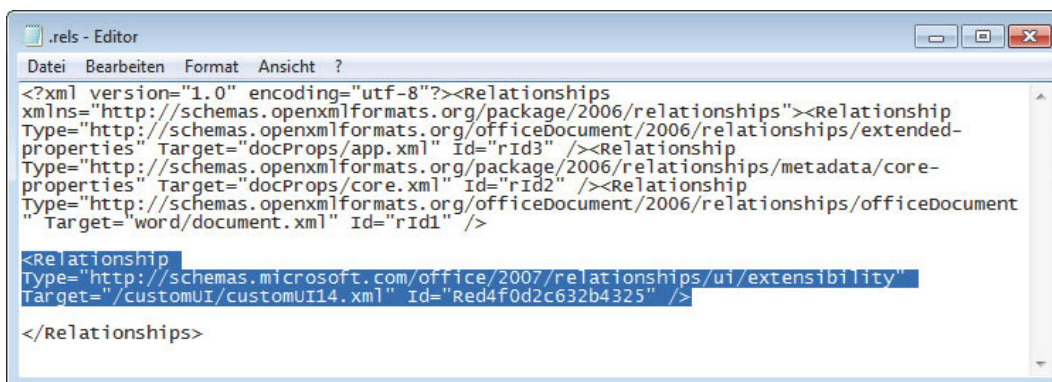 .rels - Editor
Datei Bearbeiten Format Ansicht ?
<?xml version="1.0" encoding="utf-8"?><Relationships
xmlns="http://schemas.openxmlformats.org/package/2006/relationships"><Relationship
Type="http://schemas.openxmlformats.org/officeDocument/2006/relationships/extended-
properties" Target="docProps/app.xml" Id="rId3" /><Relationship
Type="http://schemas.openxmlformats.org/package/2006/relationships/metadata/core-
properties" Target="docProps/core.xml" Id="rId2" /><Relationship
Type="http://schemas.openxmlformats.org/officeDocument/2006/relationships/officeDocument
" Target="word/document.xml" Id="rId1" />
<Relationship
Type="http://schemas.microsoft.com/office/2007/relationships/ui/extensibility"
Target="/customUI/customUI14.xml" Id="Red4f0d2c632b4325" />
</Relationships>